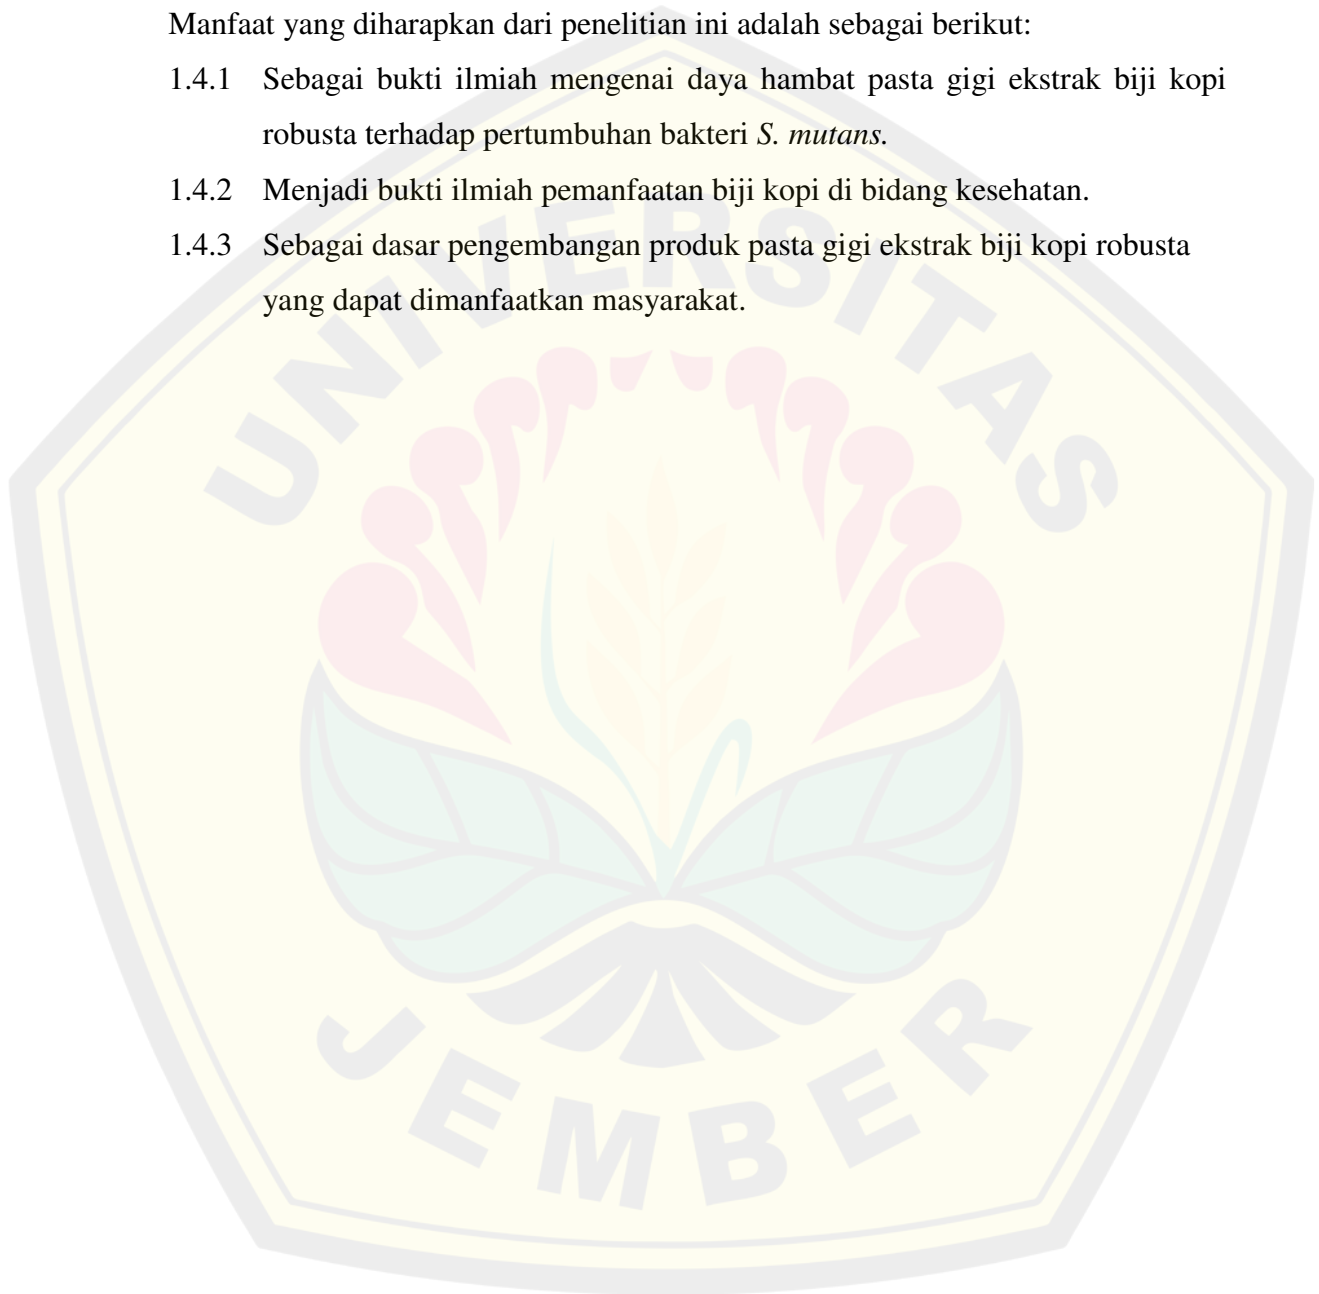 Manfaat yang diharapkan dari penelitian ini adalah sebagai berikut:
1.4.1 Sebagai bukti ilmiah mengenai daya hambat pasta gigi ekstrak biji kopi
robusta terhadap pertumbuhan bakteri S. mutans.
1.4.2 Menjadi bukti ilmiah pemanfaatan biji kopi di bidang kesehatan.
1.4.3 Sebagai dasar pengembangan produk pasta gigi ekstrak biji kopi robusta
yang dapat dimanfaatkan masyarakat.
UNIVERSITAS
JEMBER